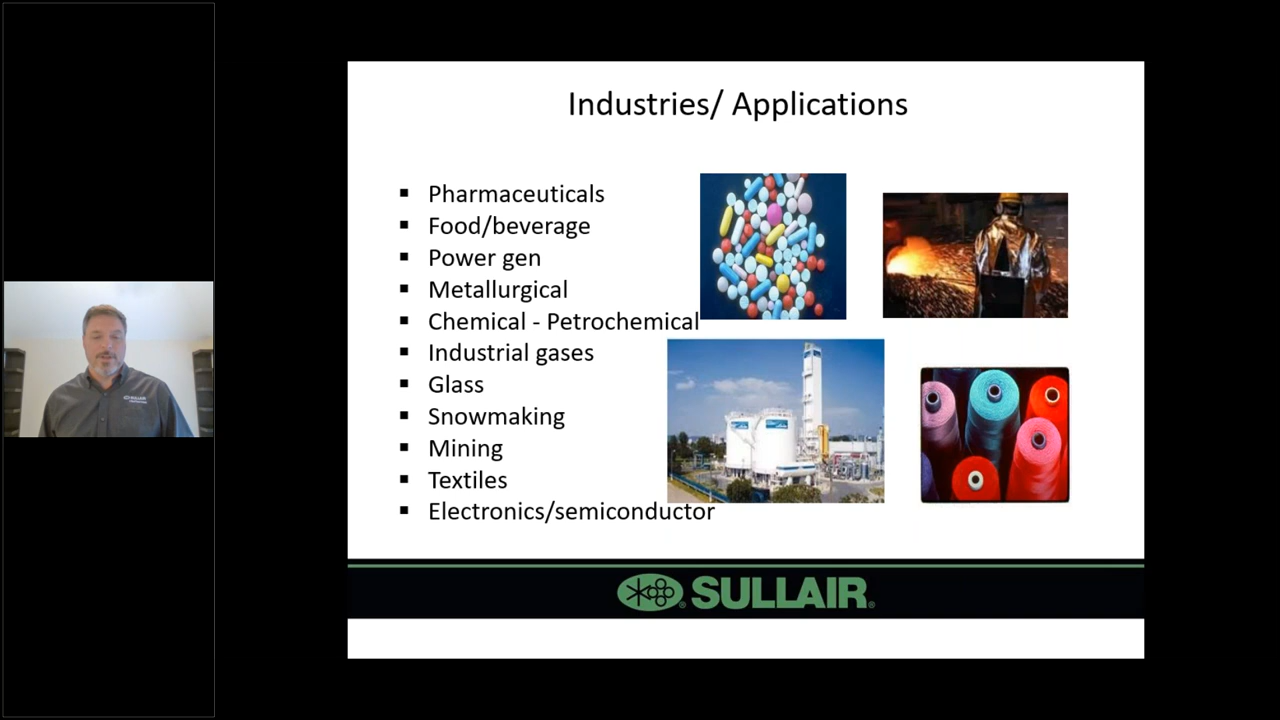 Industries/ Applications
▪ Pharmaceuticals
▪ Food/beverage
▪ Power gen
▪ Metallurgical
▪ Chemical - Petrochemical
▪ Industrial gases
▪ Glass
▪ Snowmaking
▪ Mining
▪ Textiles
▪ Electronics/semiconductor
SULLAIR®
SULLAIR